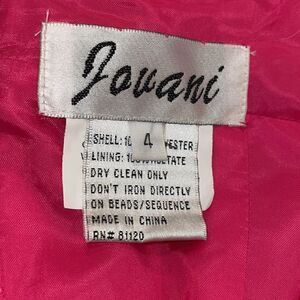 Jovani
4
SHELL: 10
LINING: 100% ACETATE
DRY CLEAN ONLY
DON'T IRON DIRECTLY
ON BEADS/SEQUENCE
MADE IN CHINA
RN# 81120